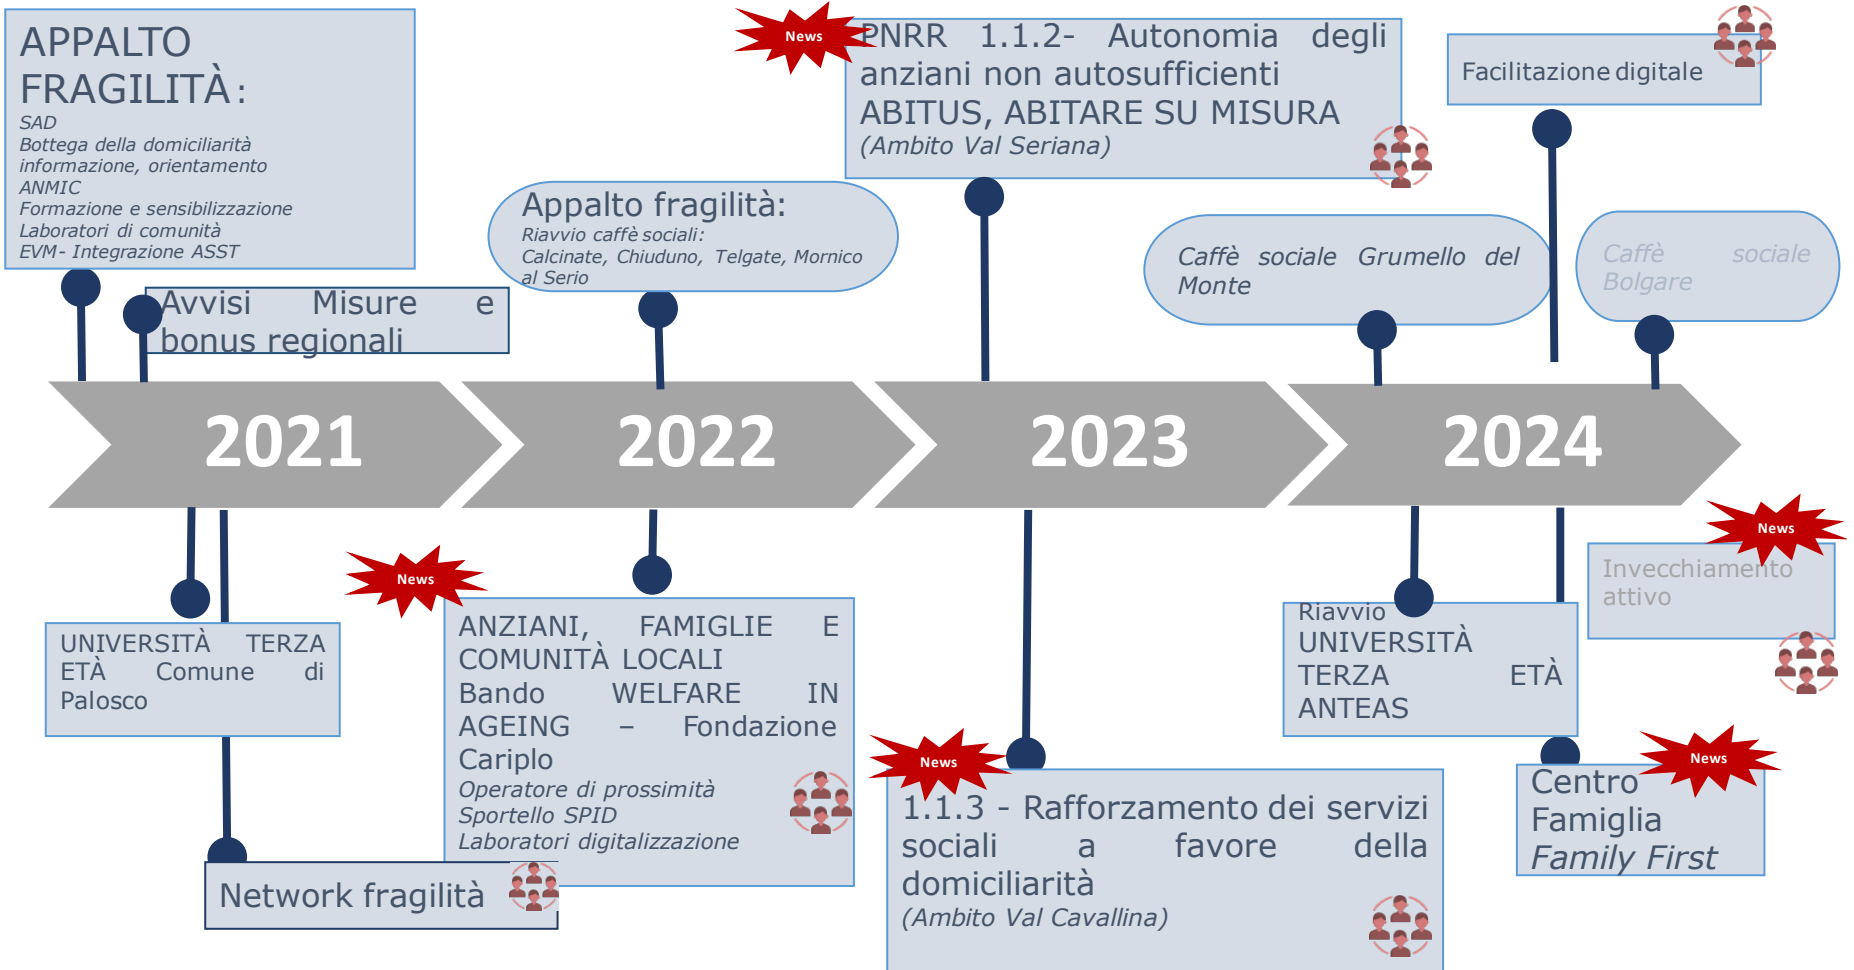 APPALTO
FRAGILITÀ:
SAD
Bottega della domiciliarità
informazione, orientamento
ANMIC
Formazione e sensibilizzazione
Laboratori di comunità
EVM- Integrazione ASST
Avvisi Misure e
bonus regionali
Appalto fragilità:
Riavvio caffè sociali:
Calcinate, Chiuduno, Telgate, Mornico
al Serio
News
PNRR 1.1.2- Autonomia degli
anziani non autosufficienti
ABITUS, ABITARE SU MISURA
(Ambito Val Seriana)
Facilitazione digitale
Caffè sociale Grumello del
Monte
Caffè sociale
Bolgare
2021
2022
2023
2024
UNIVERSITÀ TERZA
ETÀ Comune di
Palosco
Network fragilità
News
ANZIANI, FAMIGLIE E
COMUNITÀ LOCALI
Bando WELFARE IN
AGEING – Fondazione
Cariplo
Operatore di prossimità
Sportello SPID
Laboratori digitalizzazione
News
1.1.3 - Rafforzamento dei servizi
sociali a favore della
domiciliarità
(Ambito Val Cavallina)
Riavvio
UNIVERSITÀ
TERZA ETÀ
ANTEAS
News
Invecchiamento
attivo
News
Centro
Famiglia
Family First